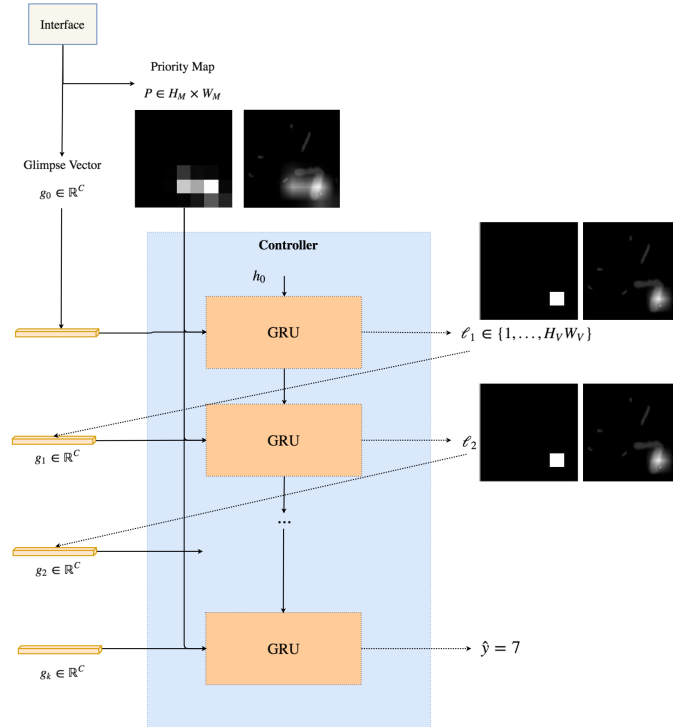 Interface
Priority Map
P ∈ H_M × W_M
Glimpse Vector
g_0 ∈ ℝ^C
Controller
h_0
GRU
ℓ_1 ∈ {1, . . . , H_V W_V}
GRU
ℓ_2
g_1 ∈ ℝ^C
...
g_2 ∈ ℝ^C
GRU
ŷ = 7
g_k ∈ ℝ^C